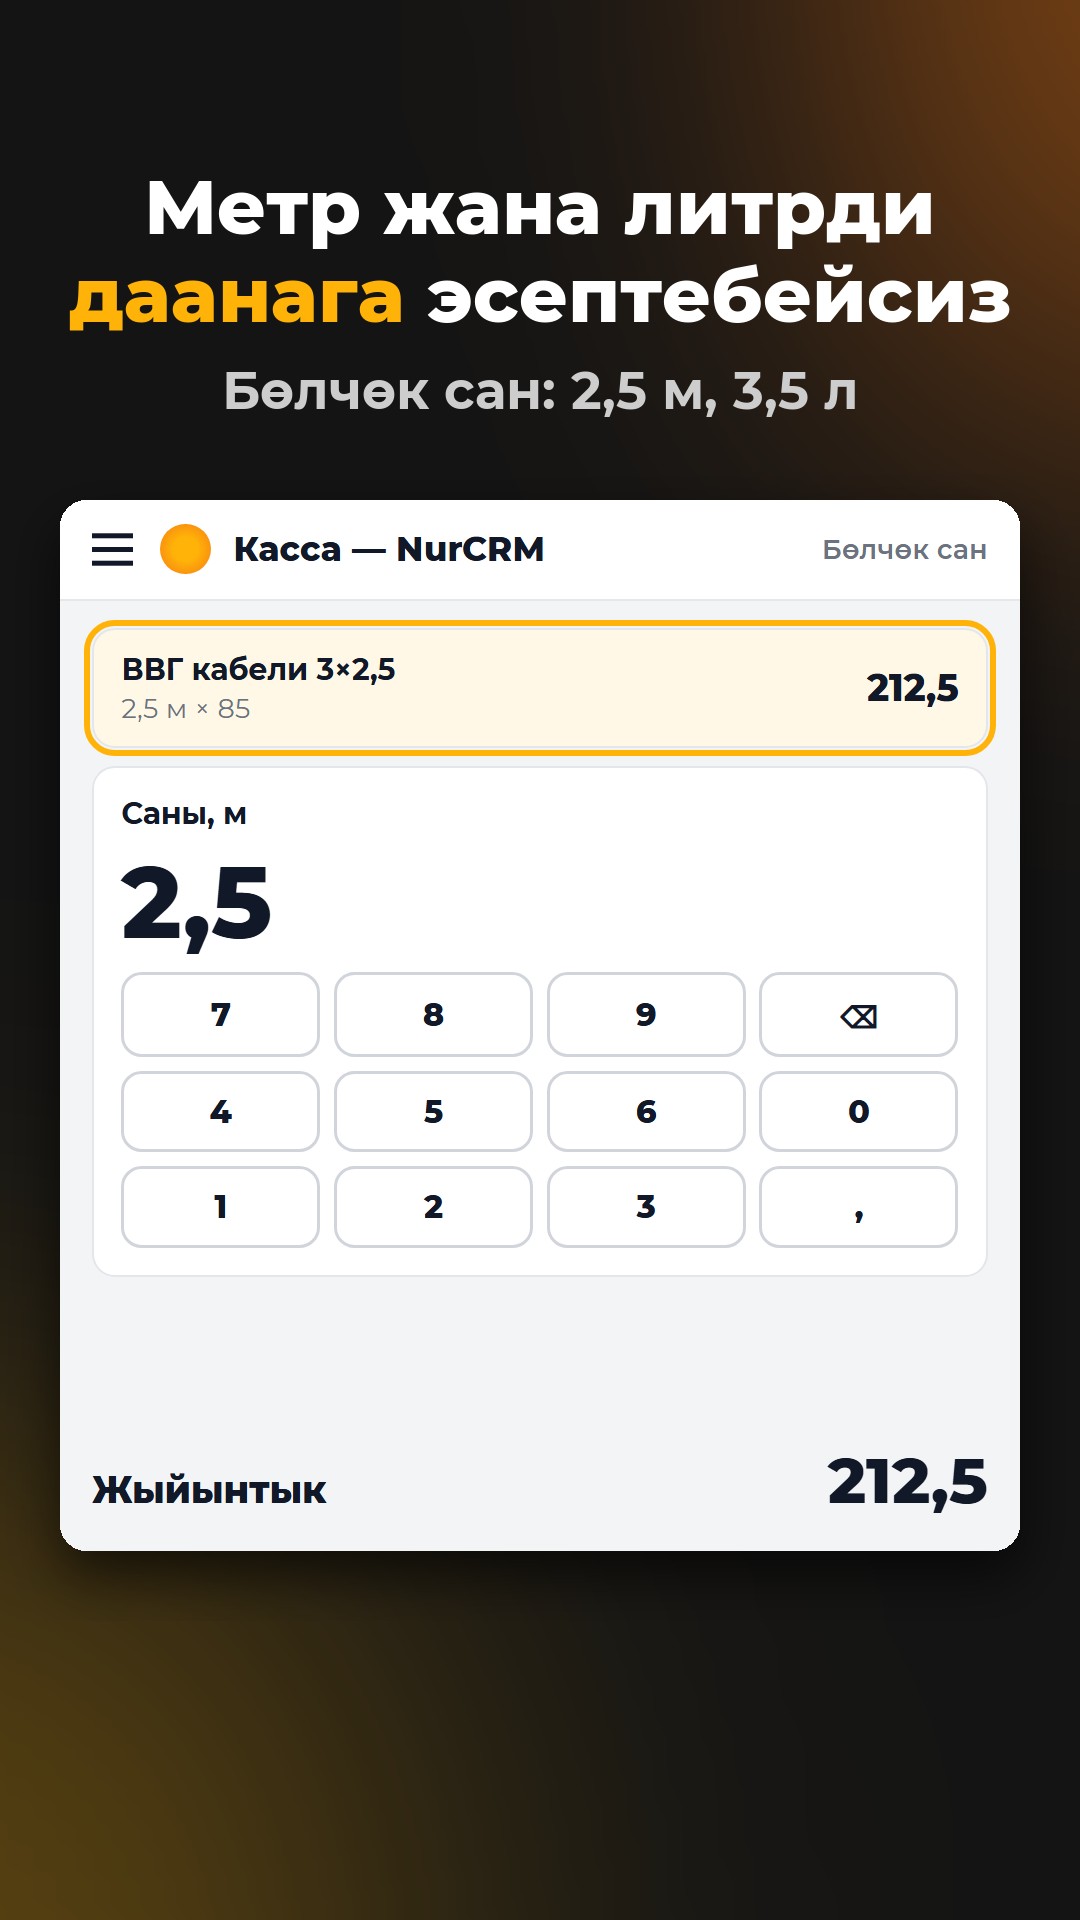 Метр жана литрди
даанага эсептебейсиз
Бөлчөк сан: 2,5 м, 3,5 л
Касса — NurCRM
Бөлчөк сан
ВВГ кабели 3×2,5
2,5 м × 85
212,5
Саны, м
2,5
7 8 9 ⌫
4 5 6 0
1 2 3 ,
Жыйынтык
212,5